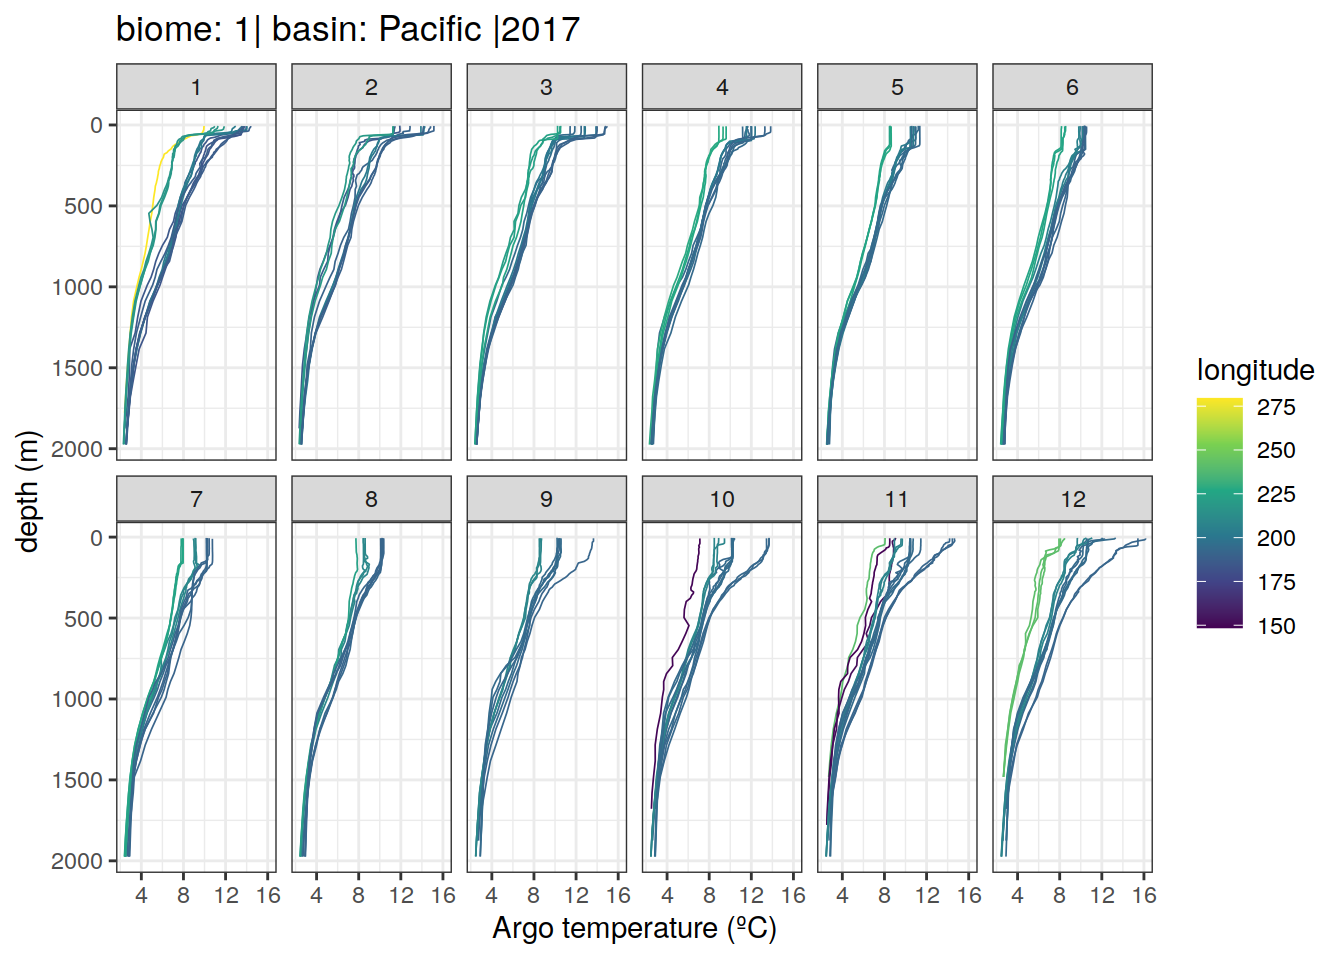 biome: 1| basin: Pacific |2017
1 2 3 4 5 6
0
500
1000
1500
2000
7 8 9 10 11 12
0
500
1000
1500
2000
4 8 12 16 4 8 12 16 4 8 12 16 4 8 12 16 4 8 12 16 4 8 12 16
Argo temperature (ºC)
depth (m)
longitude
275
250
225
200
175
150